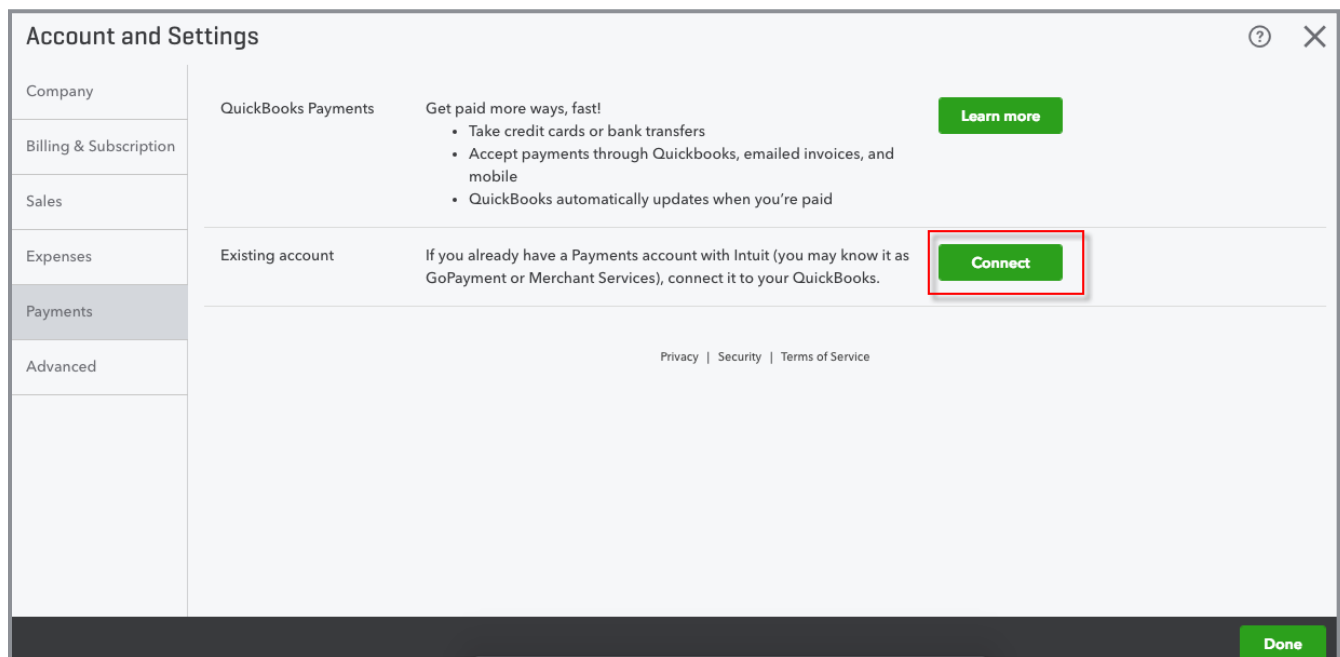 Account and Settings
Company
Billing & Subscription
Sales
Expenses
Payments
Advanced
QuickBooks Payments
Get paid more ways, fast!
• Take credit cards or bank transfers
• Accept payments through Quickbooks, emailed invoices, and
mobile
• QuickBooks automatically updates when you're paid
Learn more
Existing account
If you already have a Payments account with Intuit (you may know it as
GoPayment or Merchant Services), connect it to your QuickBooks.
Connect
Privacy | Security | Terms of Service
Done